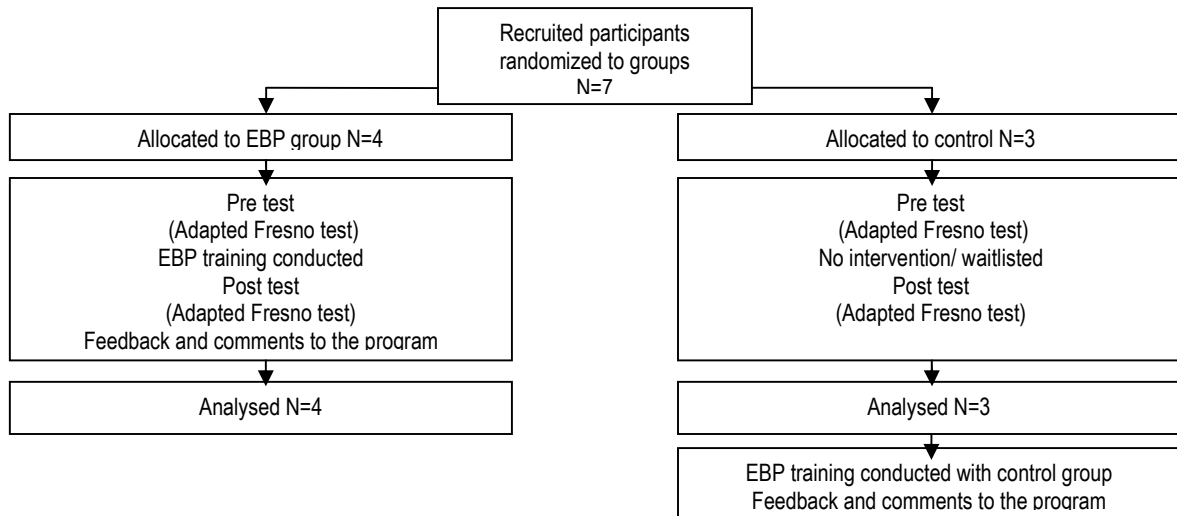 Recruited participants
randomized to groups
N=7
Allocated to EBP group N=4
Allocated to control N=3
Pre test
(Adapted Fresno test)
EBP training conducted
Post test
(Adapted Fresno test)
Feedback and comments to the program
Pre test
(Adapted Fresno test)
No intervention/ waitlisted
Post test
(Adapted Fresno test)
Analysed N=4
Analysed N=3
EBP training conducted with control group
Feedback and comments to the program